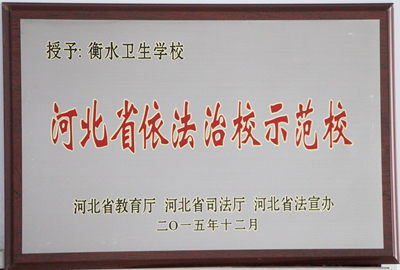 授予: 衡水卫生学校
河北省依法治校示范校
河北省教育厅 河北省司法厅 河北省法宣办
二〇一五年十二月